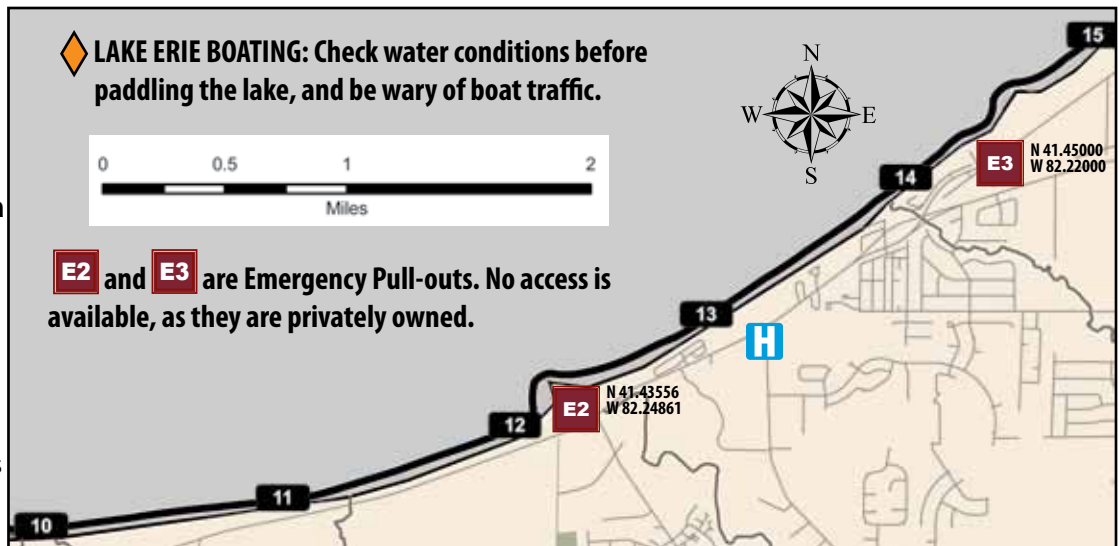 LAKE ERIE BOATING: Check water conditions before
paddling the lake, and be wary of boat traffic.
N
W E
S
0 0.5 1 2
Miles
E2 and E3 are Emergency Pull-outs. No access is
available, as they are privately owned.
15
E3
N 41.45000
W 82.22000
14
13
H
E2
N 41.43556
W 82.24861
12
11
10